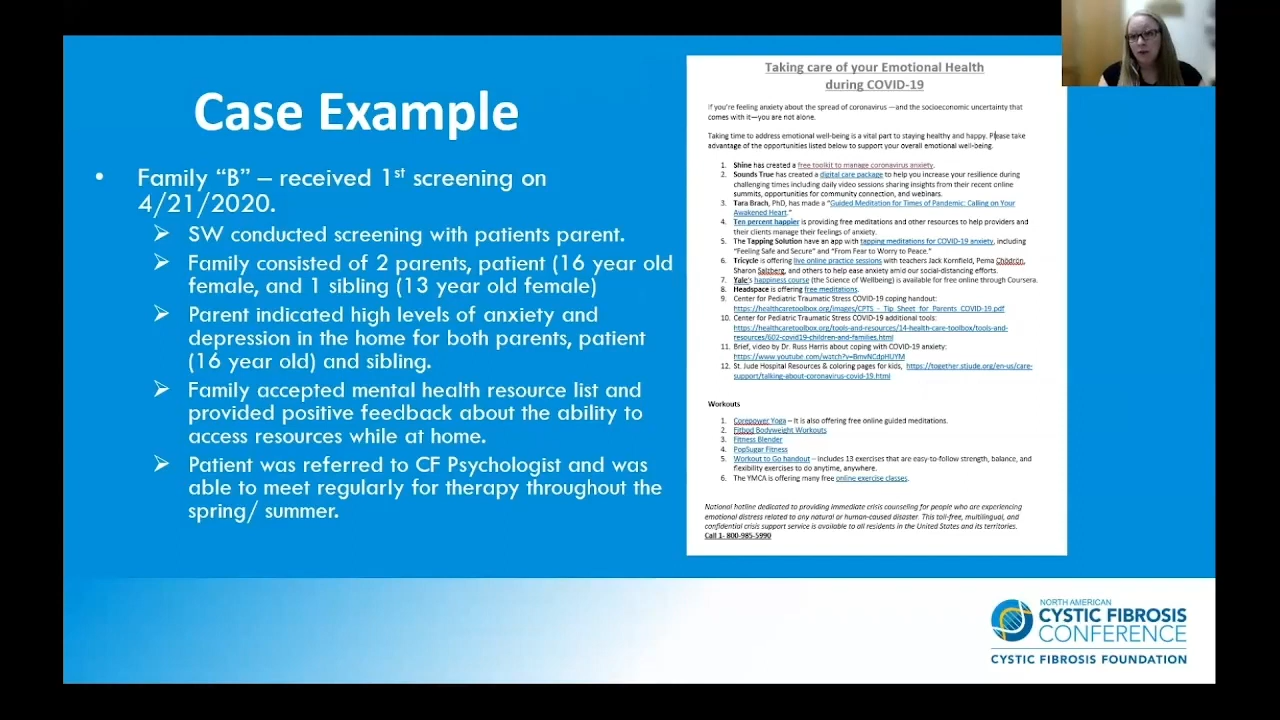 Case Example
• Family “B” – received 1st screening on
4/21/2020.
➢ SW conducted screening with patients parent.
➢ Family consisted of 2 parents, patient (16 year old
female, and 1 sibling (13 year old female)
➢ Parent indicated high levels of anxiety and
depression in the home for both parents, patient
(16 year old) and sibling.
➢ Family accepted mental health resource list and
provided positive feedback about the ability to
access resources while at home.
➢ Patient was referred to CF Psychologist and was
able to meet regularly for therapy throughout the
spring/ summer.
Taking care of your Emotional Health
during COVID-19
If you’re feeling anxiety about the spread of coronavirus —and the socioeconomic uncertainty that
comes with it—you are not alone.
Taking time to address emotional well-being is a vital part to staying healthy and happy. Please take
advantage of the opportunities listed below to support your overall emotional well-being.
1. Shine has created a free toolkit to manage coronavirus anxiety.
2. Sounds True has created a digital care package to help you increase your resilience during
challenging times including daily video sessions sharing insights from their recent online
summits, opportunities for community connection, and webinars.
3. Tara Brach, PhD, has made a “Guided Meditation for Times of Pandemic: Calling on Your
Awakened Heart.”
4. Ten percent happier is providing free meditations and other resources to help providers and
their clients manage their feelings of anxiety.
5. The Tapping Solution have an app with tapping meditations for COVID-19 anxiety, including
“Feeling Safe and Secure” and “From Fear to Worry to Peace.”
6. Tricycle is offering live online practice sessions with teachers Jack Kornfield, Pema Chödrön,
Sharon Salzberg, and others to help ease anxiety amid our social-distancing efforts.
7. Yale’s happiness course (the Science of Wellbeing) is available for free online through Coursera.
8. Headspace is offering free meditations.
9. Center for Pediatric Traumatic Stress COVID-19 coping handout:
https://healthcaretoolbox.org/images/CPTS_-_Tip_Sheet_for_Parents_COVID-19.pdf
10. Center for Pediatric Traumatic Stress COVID-19 additional tools:
https://healthcaretoolbox.org/tools-and-resources/14-health-care-toolbox/tools-and-
resources/602-covid19-children-and-families.html
11. Brief, video by Dr. Russ Harris about coping with COVID-19 anxiety:
https://www.youtube.com/watch?v=BmvNCdpHUYM
12. St. Jude Hospital Resources & coloring pages for kids, https://together.stjude.org/en-us/care-
support/talking-about-coronavirus-covid-19.html
Workouts
1. Corepower Yoga – It is also offering free online guided meditations.
2. Fitbod Bodyweight Workouts
3. Fitness Blender
4. PopSugar Fitness
5. Workout to Go handout – includes 13 exercises that are easy-to-follow strength, balance, and
flexibility exercises to do anytime, anywhere.
6. The YMCA is offering many free online exercise classes.
National hotline dedicated to providing immediate crisis counseling for people who are experiencing
emotional distress related to any natural or human-caused disaster. This toll-free, multilingual, and
confidential crisis support service is available to all residents in the United States and its territories.
Call 1- 800-985-5990
NORTH AMERICAN
CYSTIC FIBROSIS
CONFERENCE
CYSTIC FIBROSIS FOUNDATION